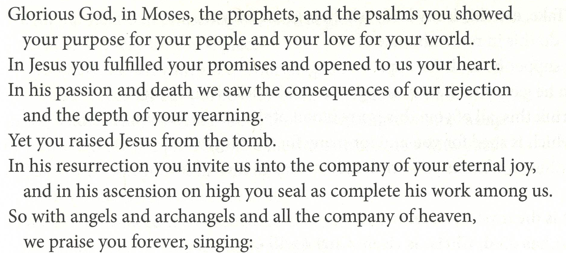 Glorious God, in Moses, the prophets, and the psalms you showed
your purpose for your people and your love for your world.
In Jesus you fulfilled your promises and opened to us your heart.
In his passion and death we saw the consequences of our rejection
and the depth of your yearning.
Yet you raised Jesus from the tomb.
In his resurrection you invite us into the company of your eternal joy,
and in his ascension on high you seal as complete his work among us.
So with angels and archangels and all the company of heaven,
we praise you forever, singing: